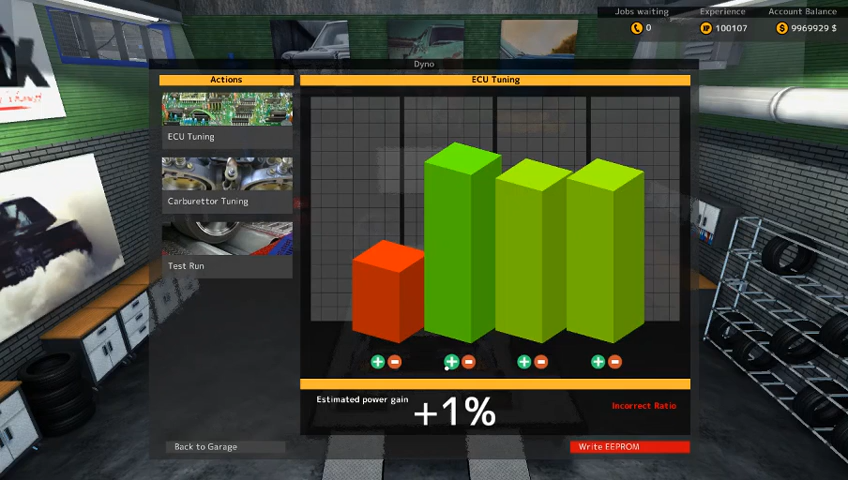 Jobs waiting
Experience
Account Balance
0
100107
9969929 $
Dyno
Actions
ECU Tuning
ECU Tuning
Carburettor Tuning
Test Run
Estimated power gain
+1%
Incorrect Ratio
Back to Garage
Write EEPROM